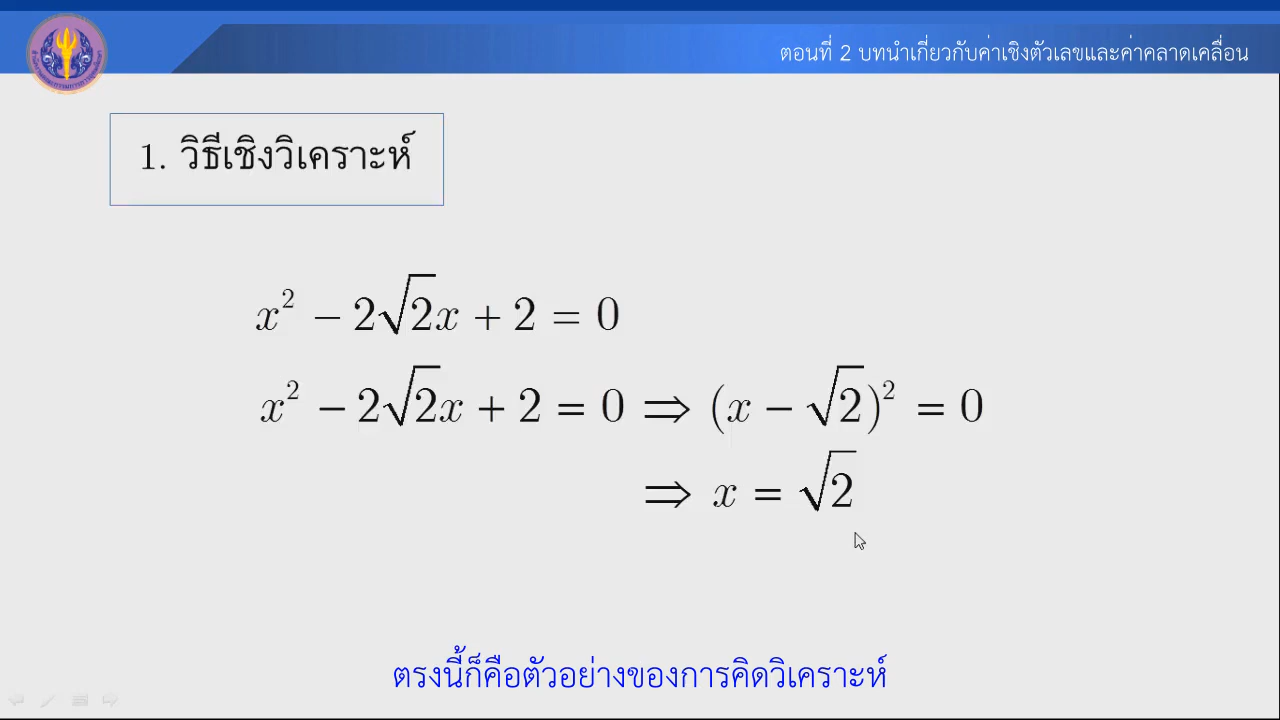 ตอนที่ 2 บทนำเกี่ยวกับค่าเชิงตัวเลขและค่าคลาดเคลื่อน
1. วิธีเชิงวิเคราะห์
x² − 2√2x + 2 = 0
x² − 2√2x + 2 = 0 ⇒ (x − √2)² = 0
⇒ x = √2
ตรงนี้ก็คือตัวอย่างของการคิดวิเคราะห์